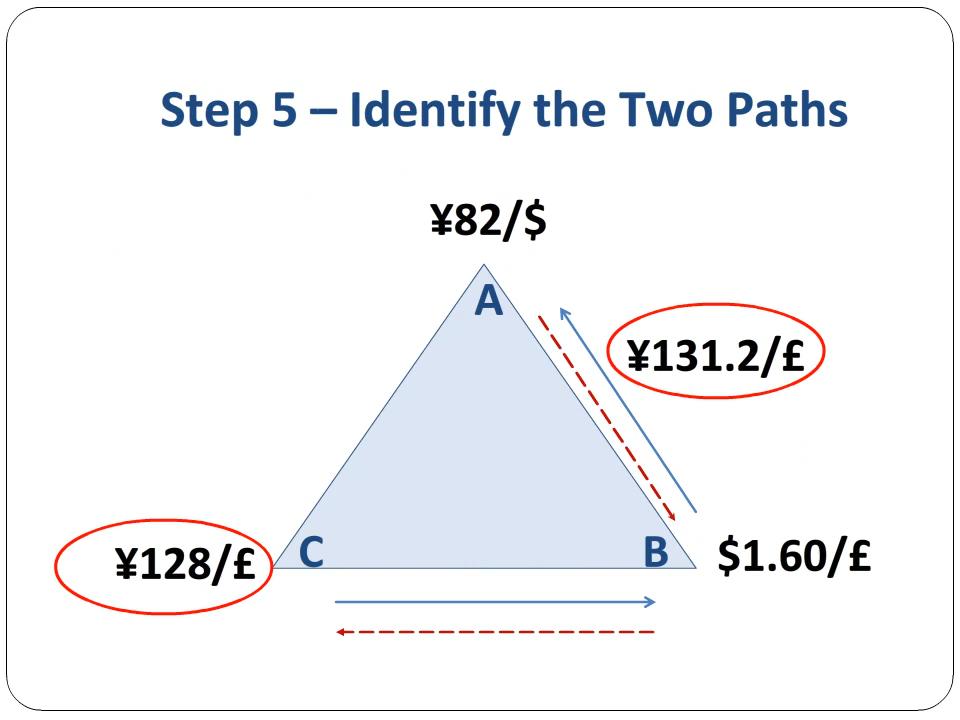 Step 5 – Identify the Two Paths
¥82/$
A
¥131.2/£
¥128/£
C
B
$1.60/£